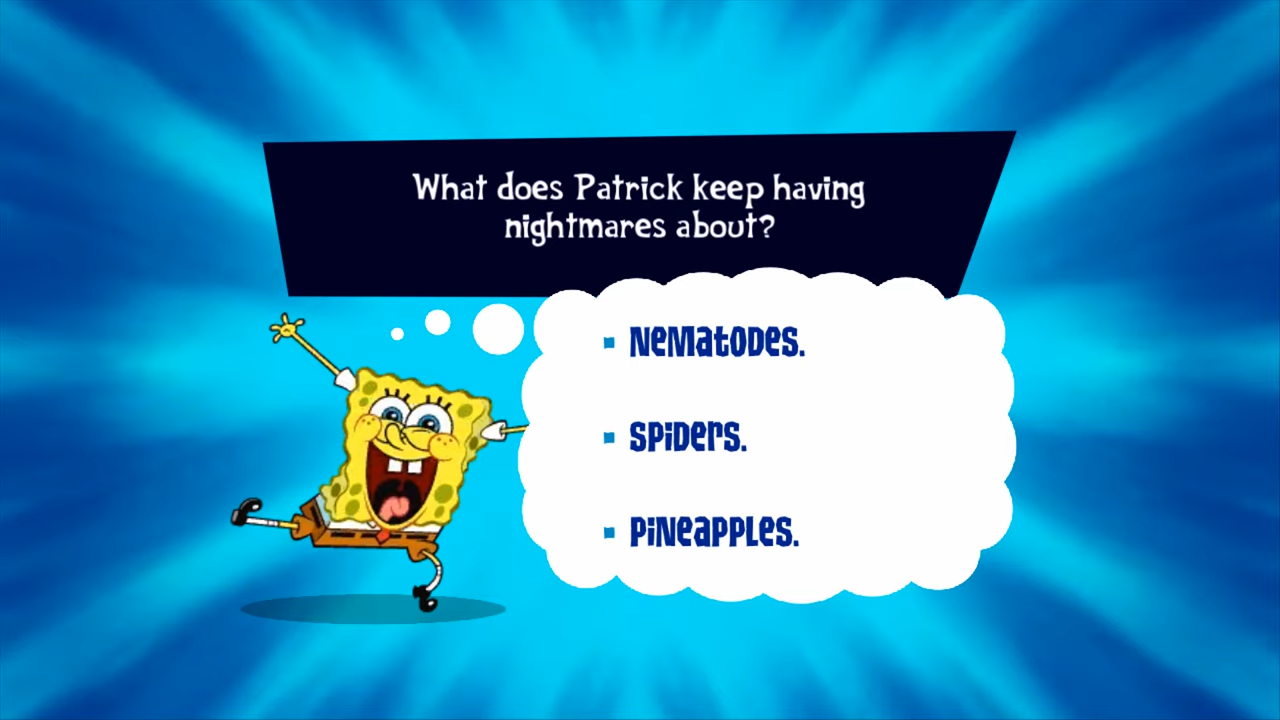 What does Patrick keep having
nightmares about?
▪ Nematodes.
▪ Spiders.
▪ Pineapples.